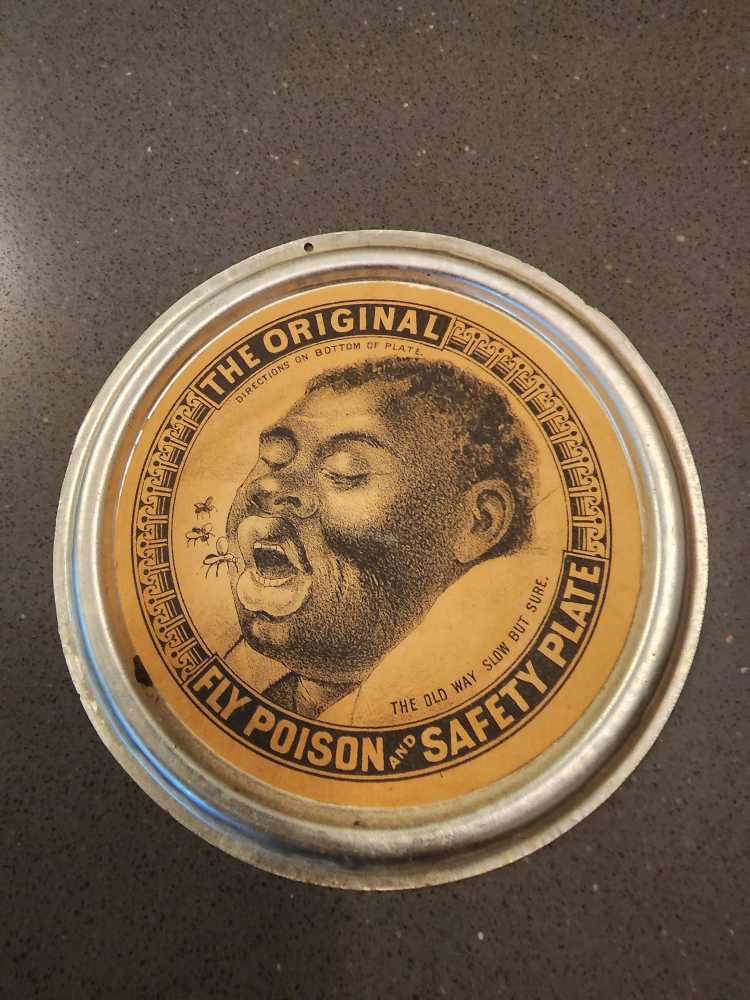 THE ORIGINAL
DIRECTIONS ON BOTTOM OF PLATE.
THE OLD WAY SLOW BUT SURE.
FLY POISON AND SAFETY PLATE